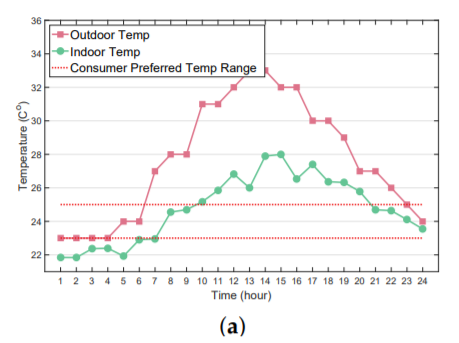 36
34
32
30
28
26
24
22
Temperature (C°)
Outdoor Temp
Indoor Temp
Consumer Preferred Temp Range
1 2 3 4 5 6 7 8 9 10 11 12 13 14 15 16 17 18 19 20 21 22 23 24
Time (hour)
(a)